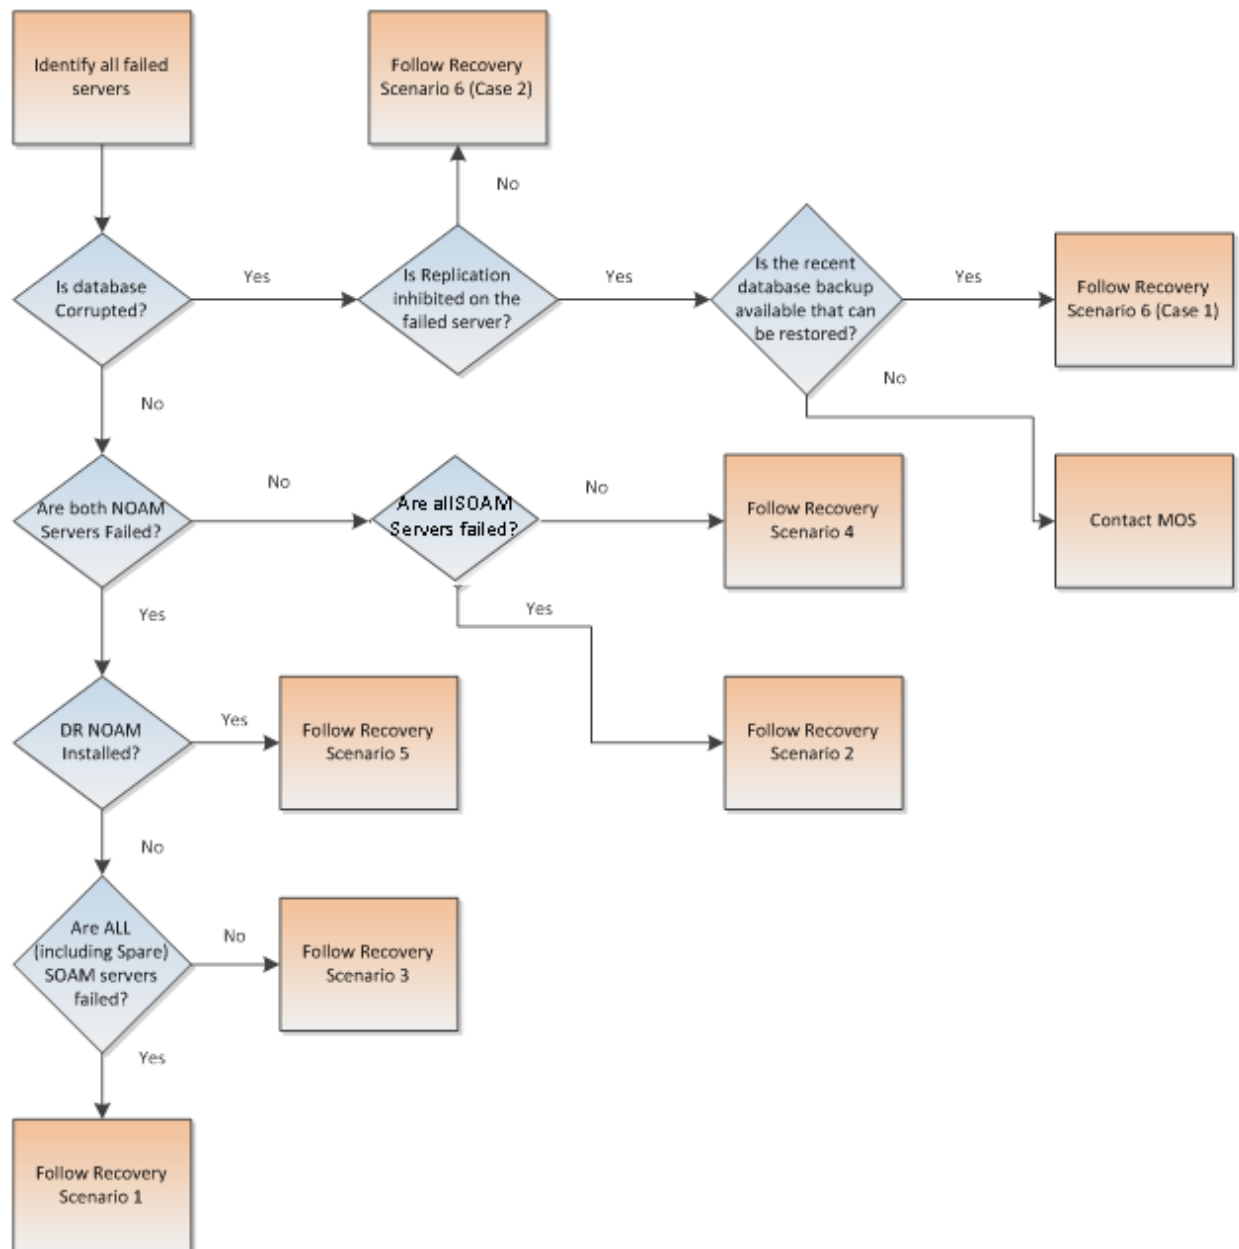 Identify all failed
servers
Follow Recovery
Scenario 6 (Case 2)
No
Is database
Corrupted?
Yes
Is Replication
inhibited on the
failed server?
Yes
Is the recent
database backup
available that can
be restored?
Yes
Follow Recovery
Scenario 6 (Case 1)
No
No
Are both NOAM
Servers Failed?
No
Are allSOAM
Servers failed?
No
Follow Recovery
Scenario 4
Contact MOS
Yes
Yes
DR NOAM
Installed?
Yes
Follow Recovery
Scenario 5
Follow Recovery
Scenario 2
No
Are ALL
(including Spare)
SOAM servers
failed?
No
Follow Recovery
Scenario 3
Yes
Follow Recovery
Scenario 1